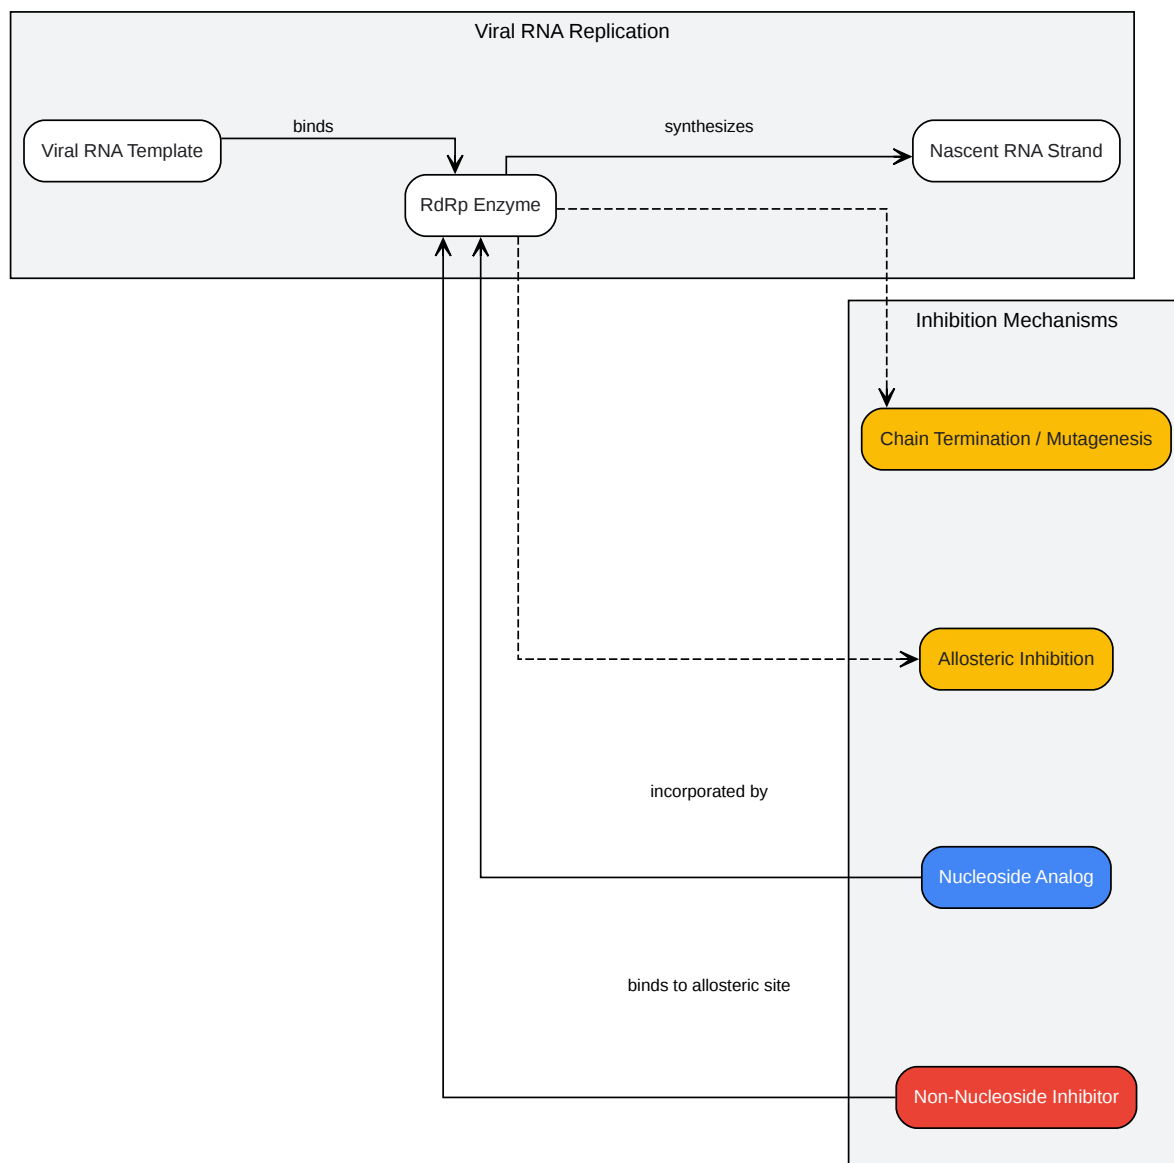 Viral RNA Replication
binds
synthesizes
Viral RNA Template
Nascent RNA Strand
RdRp Enzyme
Inhibition Mechanisms
Chain Termination / Mutagenesis
Allosteric Inhibition
incorporated by
Nucleoside Analog
binds to allosteric site
Non-Nucleoside Inhibitor